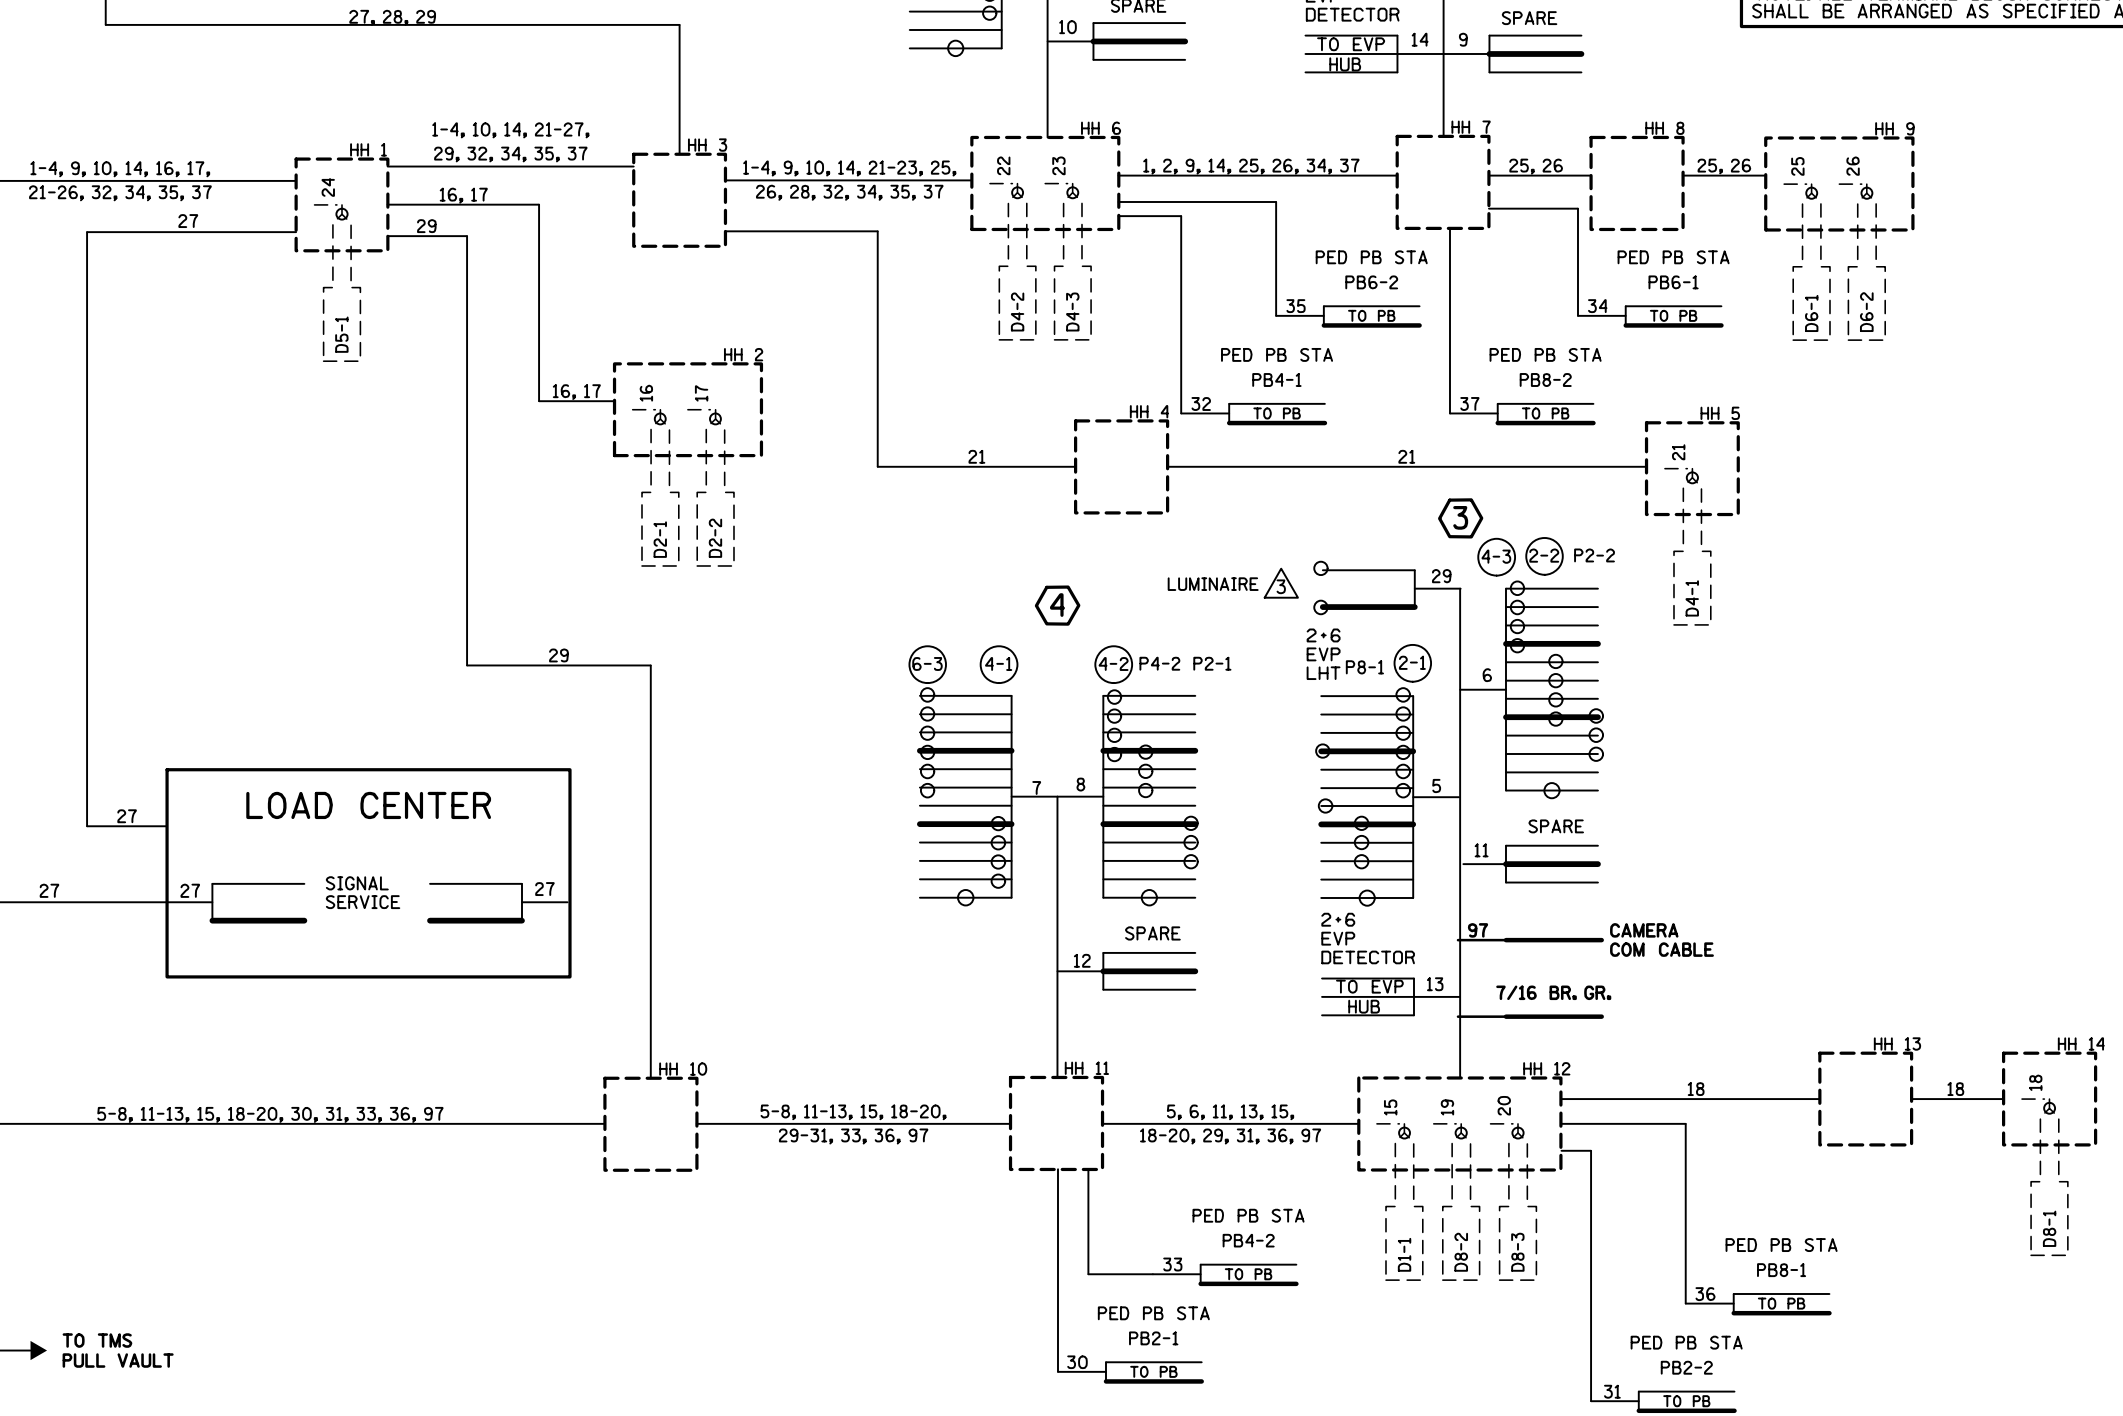 27, 28, 29
SPARE
10
DETECTOR
TO EVP
HUB
14
9
SPARE
SHALL BE ARRANGED AS SPECIFIED
1-4, 9, 10, 14, 16, 17,
21-26, 32, 34, 35, 37
27
HH 1
24
D5-1
1-4, 10, 14, 21-27,
29, 32, 34, 35, 37
16, 17
29
HH 3
1-4, 9, 10, 14, 21-23, 25,
26, 28, 32, 34, 35, 37
HH 6
22
23
D4-2
D4-3
1, 2, 9, 14, 25, 26, 34, 37
HH 7
25, 26
HH 8
25, 26
HH 9
25
26
D6-1
D6-2
PED PB STA
PB6-2
35
TO PB
PED PB STA
PB6-1
34
TO PB
PED PB STA
PB4-1
32
TO PB
PED PB STA
PB8-2
37
TO PB
HH 2
16, 17
16
17
D2-1
D2-2
21
HH 4
21
HH 5
21
D4-1
3
4-3
2-2
P2-2
LUMINAIRE
3
29
4
2+6
EVP
LHT
P8-1
2-1
6
6-3
4-1
4-2
P4-2
P2-1
7
8
5
SPARE
11
29
LOAD CENTER
27
27
27
SIGNAL
SERVICE
27
SPARE
12
2+6
EVP
DETECTOR
TO EVP
HUB
13
97
CAMERA
COM CABLE
7/16 BR. GR.
5-8, 11-13, 15, 18-20, 30, 31, 33, 36, 97
HH 10
5-8, 11-13, 15, 18-20,
29-31, 33, 36, 97
HH 11
5, 6, 11, 13, 15,
18-20, 29, 31, 36, 97
HH 12
15
19
20
D1-1
D8-2
D8-3
18
HH 13
18
HH 14
18
D8-1
PED PB STA
PB4-2
33
TO PB
PED PB STA
PB8-1
36
TO PB
PED PB STA
PB2-1
30
TO PB
PED PB STA
PB2-2
31
TO PB
TO TMS
PULL VAULT